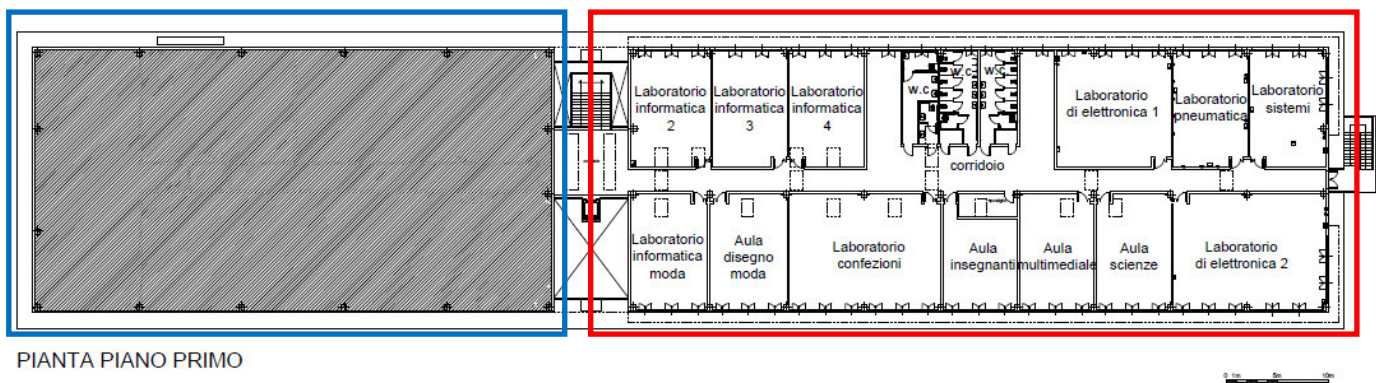 Laboratorio
informatica
2
Laboratorio
informatica
3
Laboratorio
informatica
4
w.c
w.c.
w.c.
Laboratorio
di elettronica 1
Laboratorio
pneumatica
Laboratorio
sistemi
corridoio
Laboratorio
informatica
moda
Aula
disegno
moda
Laboratorio
confezioni
Aula
insegnanti
Aula
multimediale
Aula
scienze
Laboratorio
di elettronica 2
PIANTA PIANO PRIMO
0 1m 5m 10m